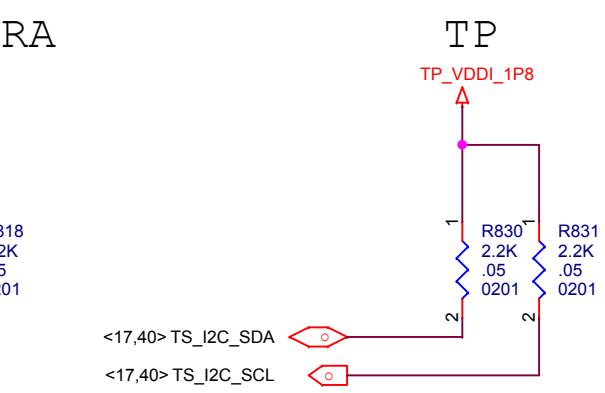 RA
TP
TP_VDDI_1P8
1
1
818
2K
5
201
R830
2.2K
.05
0201
R831
2.2K
.05
0201
2
2
<17,40> TS_I2C_SDA
<17,40> TS_I2C_SCL